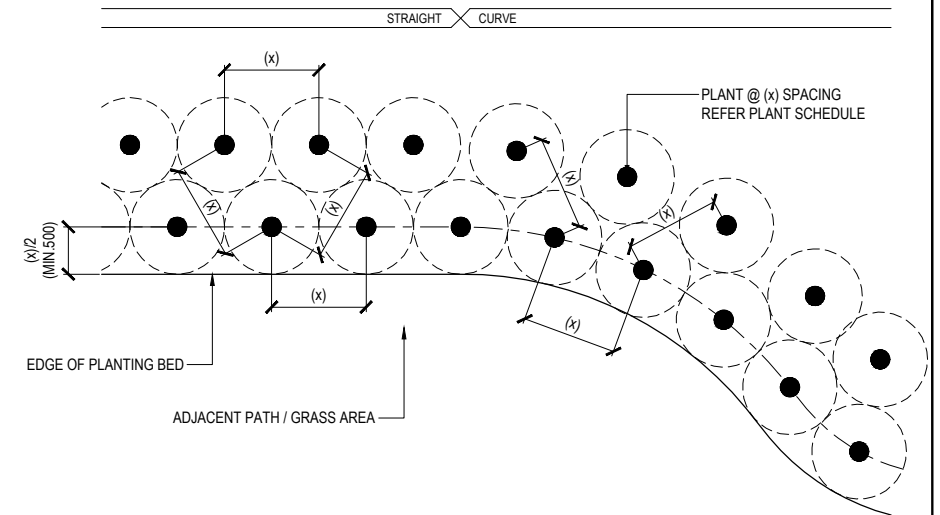 STRAIGHT
CURVE
(x)
PLANT @ (x) SPACING
REFER PLANT SCHEDULE
(x)
(x)
(x)
(x)
(x)/2
(MIN.500)
(x)
(x)
EDGE OF PLANTING BED
ADJACENT PATH / GRASS AREA